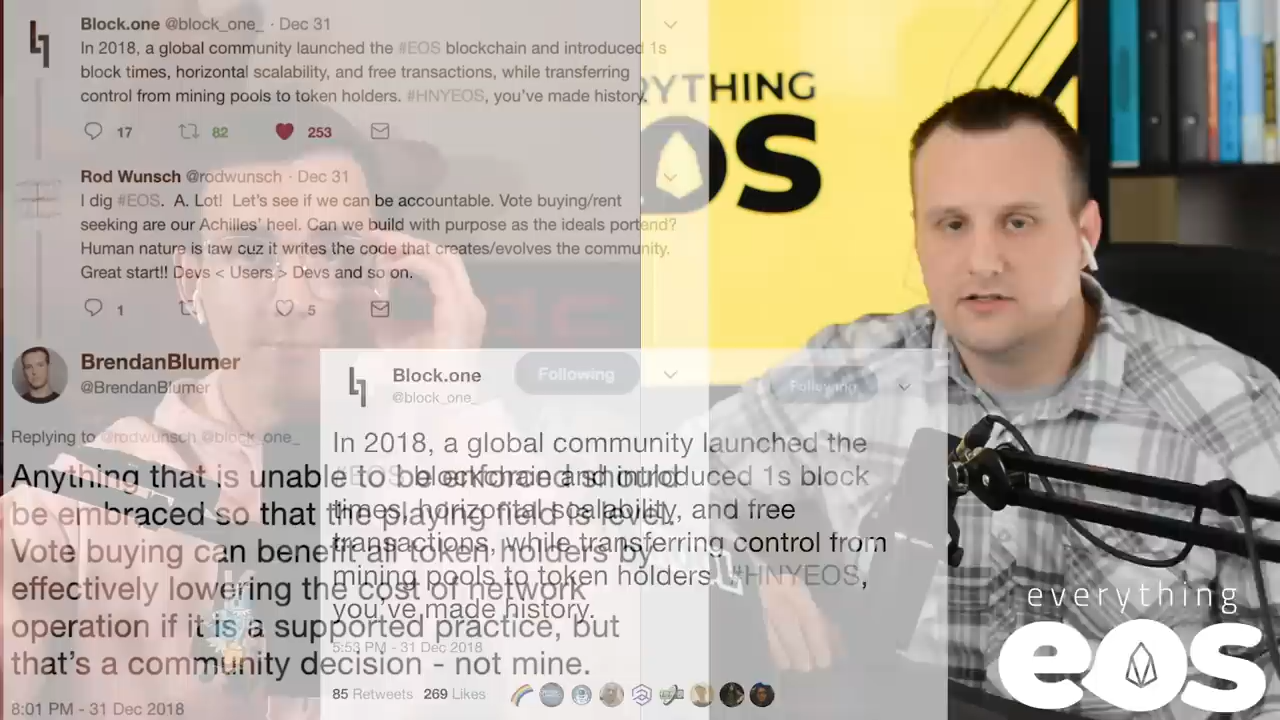 Block.one @block_one_ · Dec 31
In 2018, a global community launched the #EOS blockchain and introduced 1s
block times, horizontal scalability, and free transactions, while transferring
control from mining pools to token holders. #HNYEOS, you've made history.
17 82 253
Rod Wunsch @rodwunsch · Dec 31
I dig #EOS. A. Lot! Let's see if we can be accountable. Vote buying/rent
seeking are our Achilles' heel. Can we build with purpose as the ideals portend?
Human nature is law cuz it writes the code that creates/evolves the community.
Great start!! Devs < Users > Devs and so on.
1 5
BrendanBlumer
@BrendanBlumer
Replying to @rodwunsch @block_one_
Anything that is unable to be enforced should
be embraced so that the playing field is level.
Vote buying can benefit all token holders by
effectively lowering the cost of network
operation if it is a supported practice, but
that's a community decision - not mine.
8:01 PM - 31 Dec 2018
Block.one
@block_one_
Following
Following
In 2018, a global community launched the
#EOS blockchain and introduced 1s block
times, horizontal scalability, and free
transactions, while transferring control from
mining pools to token holders. #HNYEOS,
you've made history.
5:53 PM - 31 Dec 2018
85 Retweets 269 Likes
RYTHING
OS
everything
eos